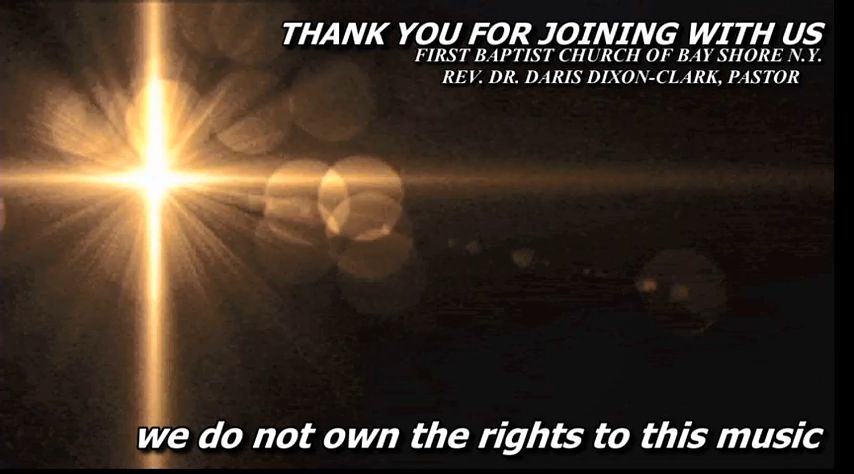 THANK YOU FOR JOINING WITH US
FIRST BAPTIST CHURCH OF BAY SHORE N.Y.
REV. DR. DARIS DIXON-CLARK, PASTOR
we do not own the rights to this music